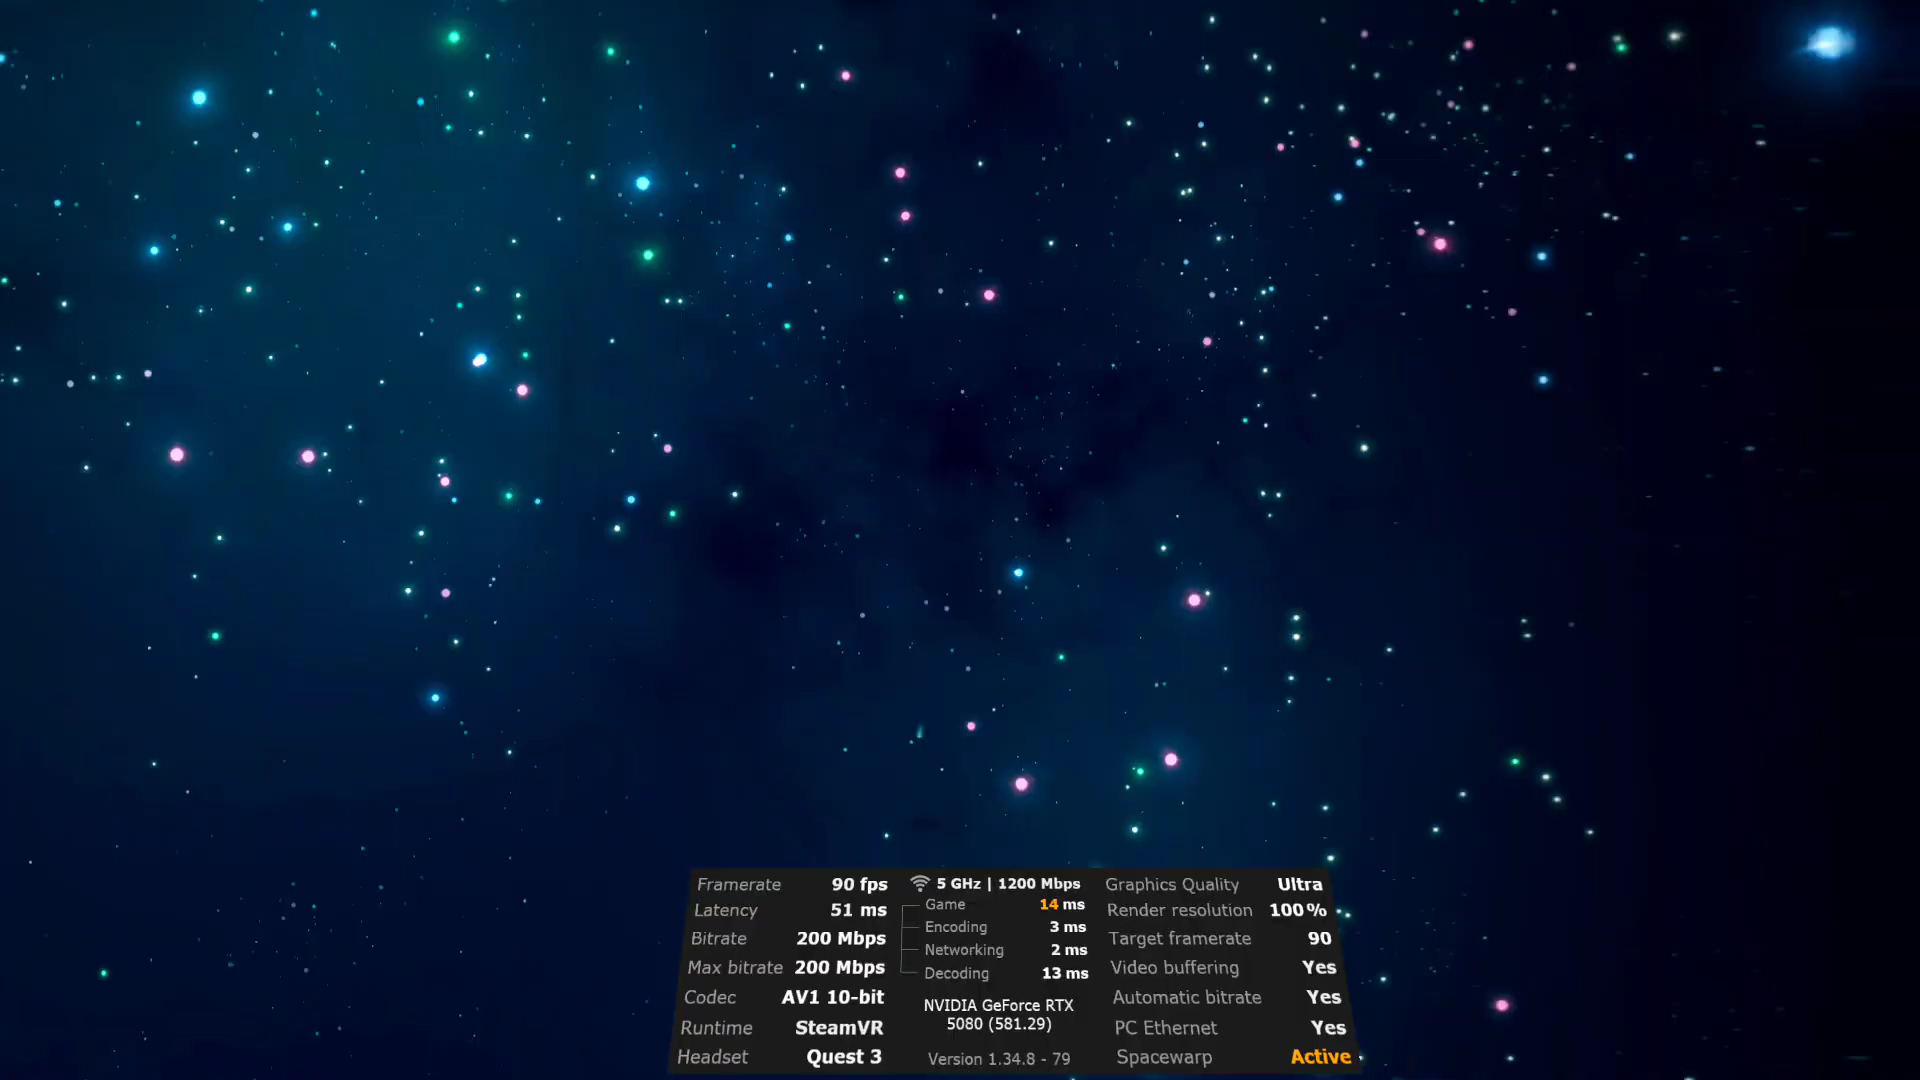 Framerate 90 fps
Latency 51 ms
Bitrate 200 Mbps
Max bitrate 200 Mbps
Codec AV1 10-bit
Runtime SteamVR
Headset Quest 3
5 GHz | 1200 Mbps
Game 14 ms
Encoding 3 ms
Networking 2 ms
Decoding 13 ms
NVIDIA GeForce RTX
5080 (581.29)
Version 1.34.8 - 79
Graphics Quality Ultra
Render resolution 100%
Target framerate 90
Video buffering Yes
Automatic bitrate Yes
PC Ethernet Yes
Spacewarp Active